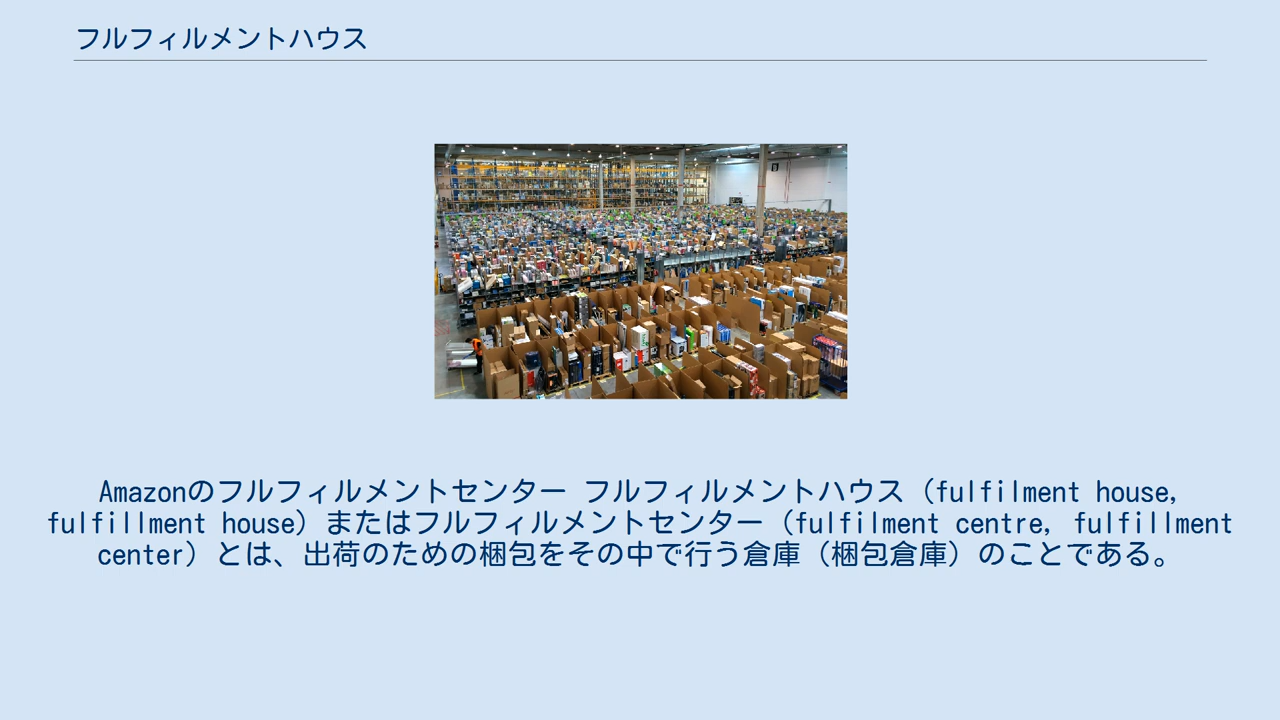 フルフィルメントハウス
Amazonのフルフィルメントセンター フルフィルメントハウス（fulfilment house,
fulfillment house）またはフルフィルメントセンター（fulfilment centre, fulfillment
center）とは、出荷のための梱包をその中で行う倉庫（梱包倉庫）のことである。